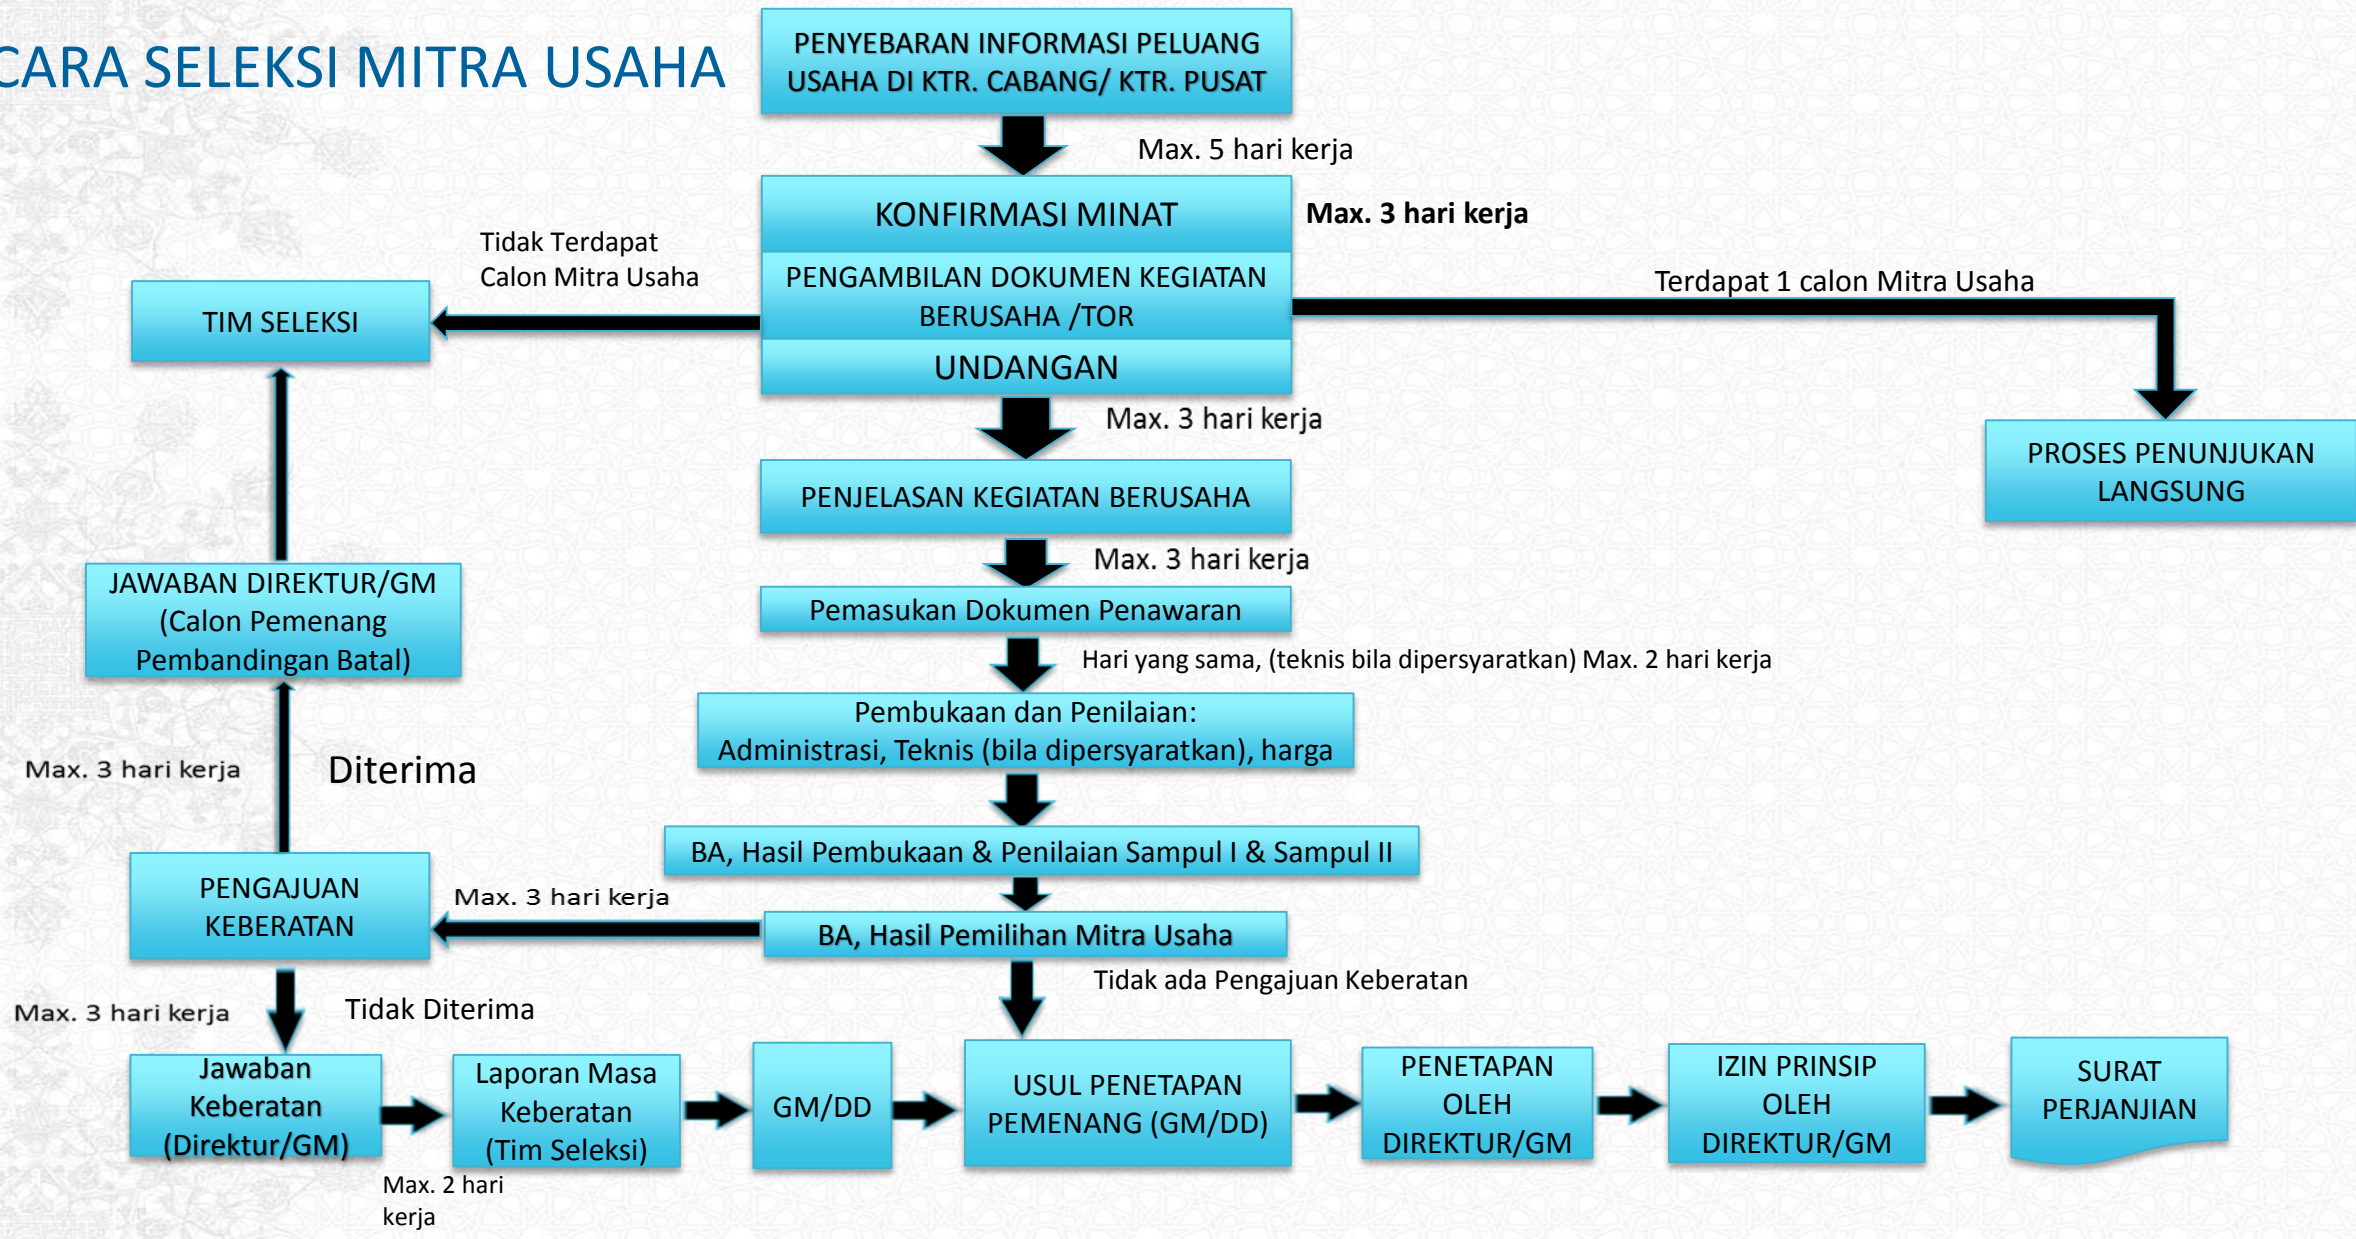 CARA SELEKSI MITRA USAHA
PENYEBARAN INFORMASI PELUANG
USAHA DI KTR. CABANG/ KTR. PUSAT
Max. 5 hari kerja
KONFIRMASI MINAT
Max. 3 hari kerja
PENGAMBILAN DOKUMEN KEGIATAN
BERUSAHA /TOR
UNDANGAN
Tidak Terdapat
Calon Mitra Usaha
TIM SELEKSI
Terdapat 1 calon Mitra Usaha
PROSES PENUNJUKAN
LANGSUNG
Max. 3 hari kerja
PENJELASAN KEGIATAN BERUSAHA
Max. 3 hari kerja
Pemasukan Dokumen Penawaran
Hari yang sama, (teknis bila dipersyaratkan) Max. 2 hari kerja
Pembukaan dan Penilaian:
Administrasi, Teknis (bila dipersyaratkan), harga
BA, Hasil Pembukaan & Penilaian Sampul I & Sampul II
BA, Hasil Pemilihan Mitra Usaha
Max. 3 hari kerja
PENGAJUAN
KEBERATAN
Max. 3 hari kerja
Diterima
JAWABAN DIREKTUR/GM
(Calon Pemenang
Pembandingan Batal)
Max. 3 hari kerja
Tidak Diterima
Tidak ada Pengajuan Keberatan
Jawaban
Keberatan
(Direktur/GM)
Max. 2 hari
kerja
Laporan Masa
Keberatan
(Tim Seleksi)
GM/DD
USUL PENETAPAN
PEMENANG (GM/DD)
PENETAPAN
OLEH
DIREKTUR/GM
IZIN PRINSIP
OLEH
DIREKTUR/GM
SURAT
PERJANJIAN